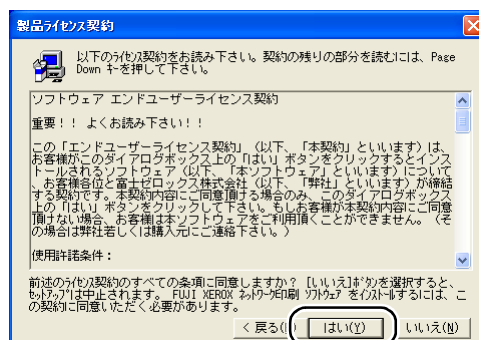 製品ライセンス契約
以下のライセンス契約をお読み下さい。契約の残りの部分を読むには、Page
Down キーを押して下さい。
ソフトウェア エンドユーザーライセンス契約
重要！！ よくお読み下さい！！
この「エンドユーザーライセンス契約」（以下、「本契約」といいます）は、
お客様がこのダイアログボックス上の「はい」ボタンをクリックするとインス
トールされるソフトウェア（以下、「本ソフトウェア」といいます）について
、お客様各位と富士ゼロックス株式会社（以下、「弊社」といいます）が締結
する契約です。本契約内容にご同意頂ける場合のみ、このダイアログボックス
上の「はい」ボタンをクリックして下さい。もしお客様が本契約内容にご同意
頂けない場合、お客様は本ソフトウェアをご利用頂くことができません。（そ
の場合は弊社若しくは購入元にご連絡下さい。）
使用許諾条件：
前述のライセンス契約のすべての条項に同意しますか？ [いいえ]ボタンを選択すると、
セットアップは中止されます。 FUJI XEROX ネットワークE印刷 ソフトウェア をインストールするには、こ
の契約に同意いただく必要があります。
< 戻る( はい(Y) いいえ(N)